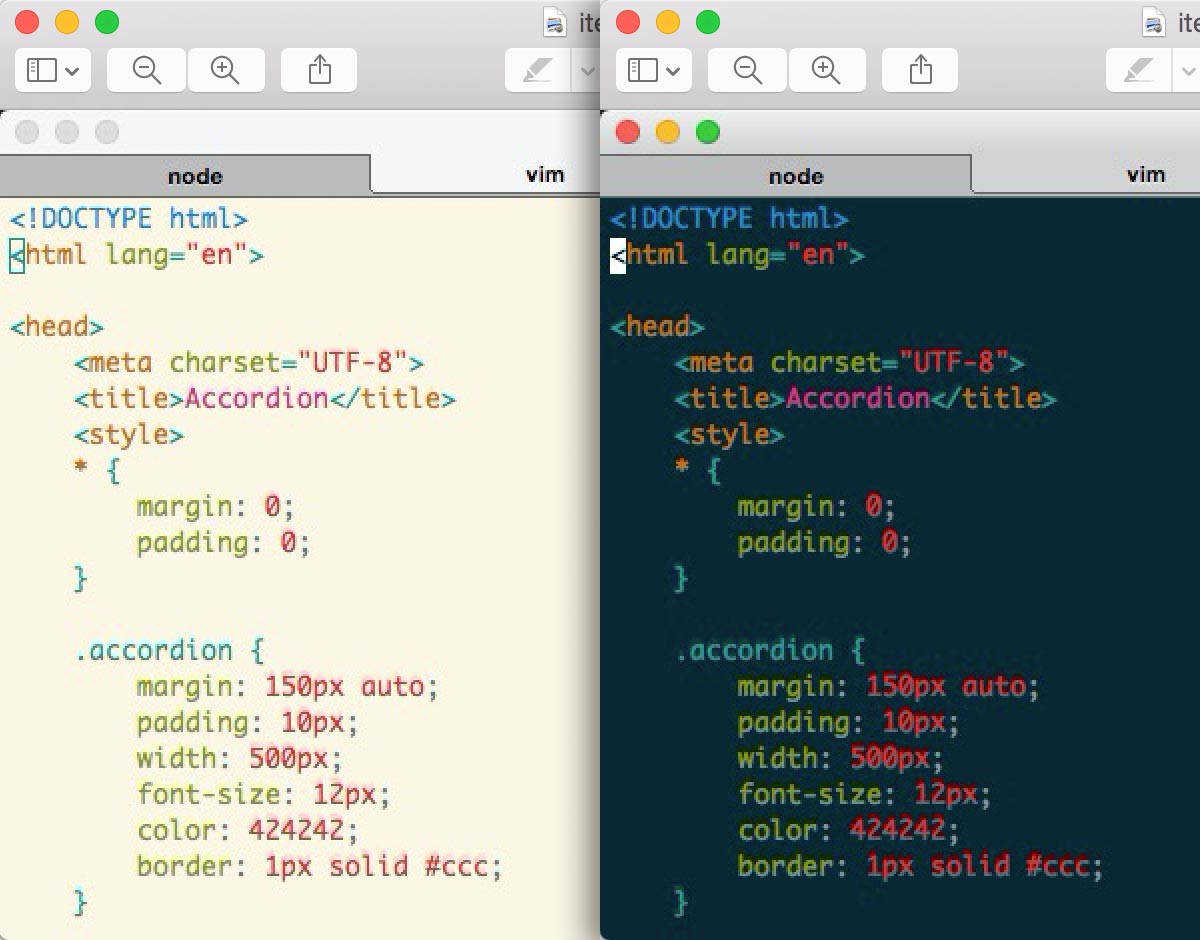 ite
node vim
<!DOCTYPE html>
<html lang="en">
<head>
<meta charset="UTF-8">
<title>Accordion</title>
<style>
* {
margin: 0;
padding: 0;
}
.accordion {
margin: 150px auto;
padding: 10px;
width: 500px;
font-size: 12px;
color: 424242;
border: 1px solid #ccc;
}
ite
node vim
<!DOCTYPE html>
<html lang="en">
<head>
<meta charset="UTF-8">
<title>Accordion</title>
<style>
* {
margin: 0;
padding: 0;
}
.accordion {
margin: 150px auto;
padding: 10px;
width: 500px;
font-size: 12px;
color: 424242;
border: 1px solid #ccc;
}